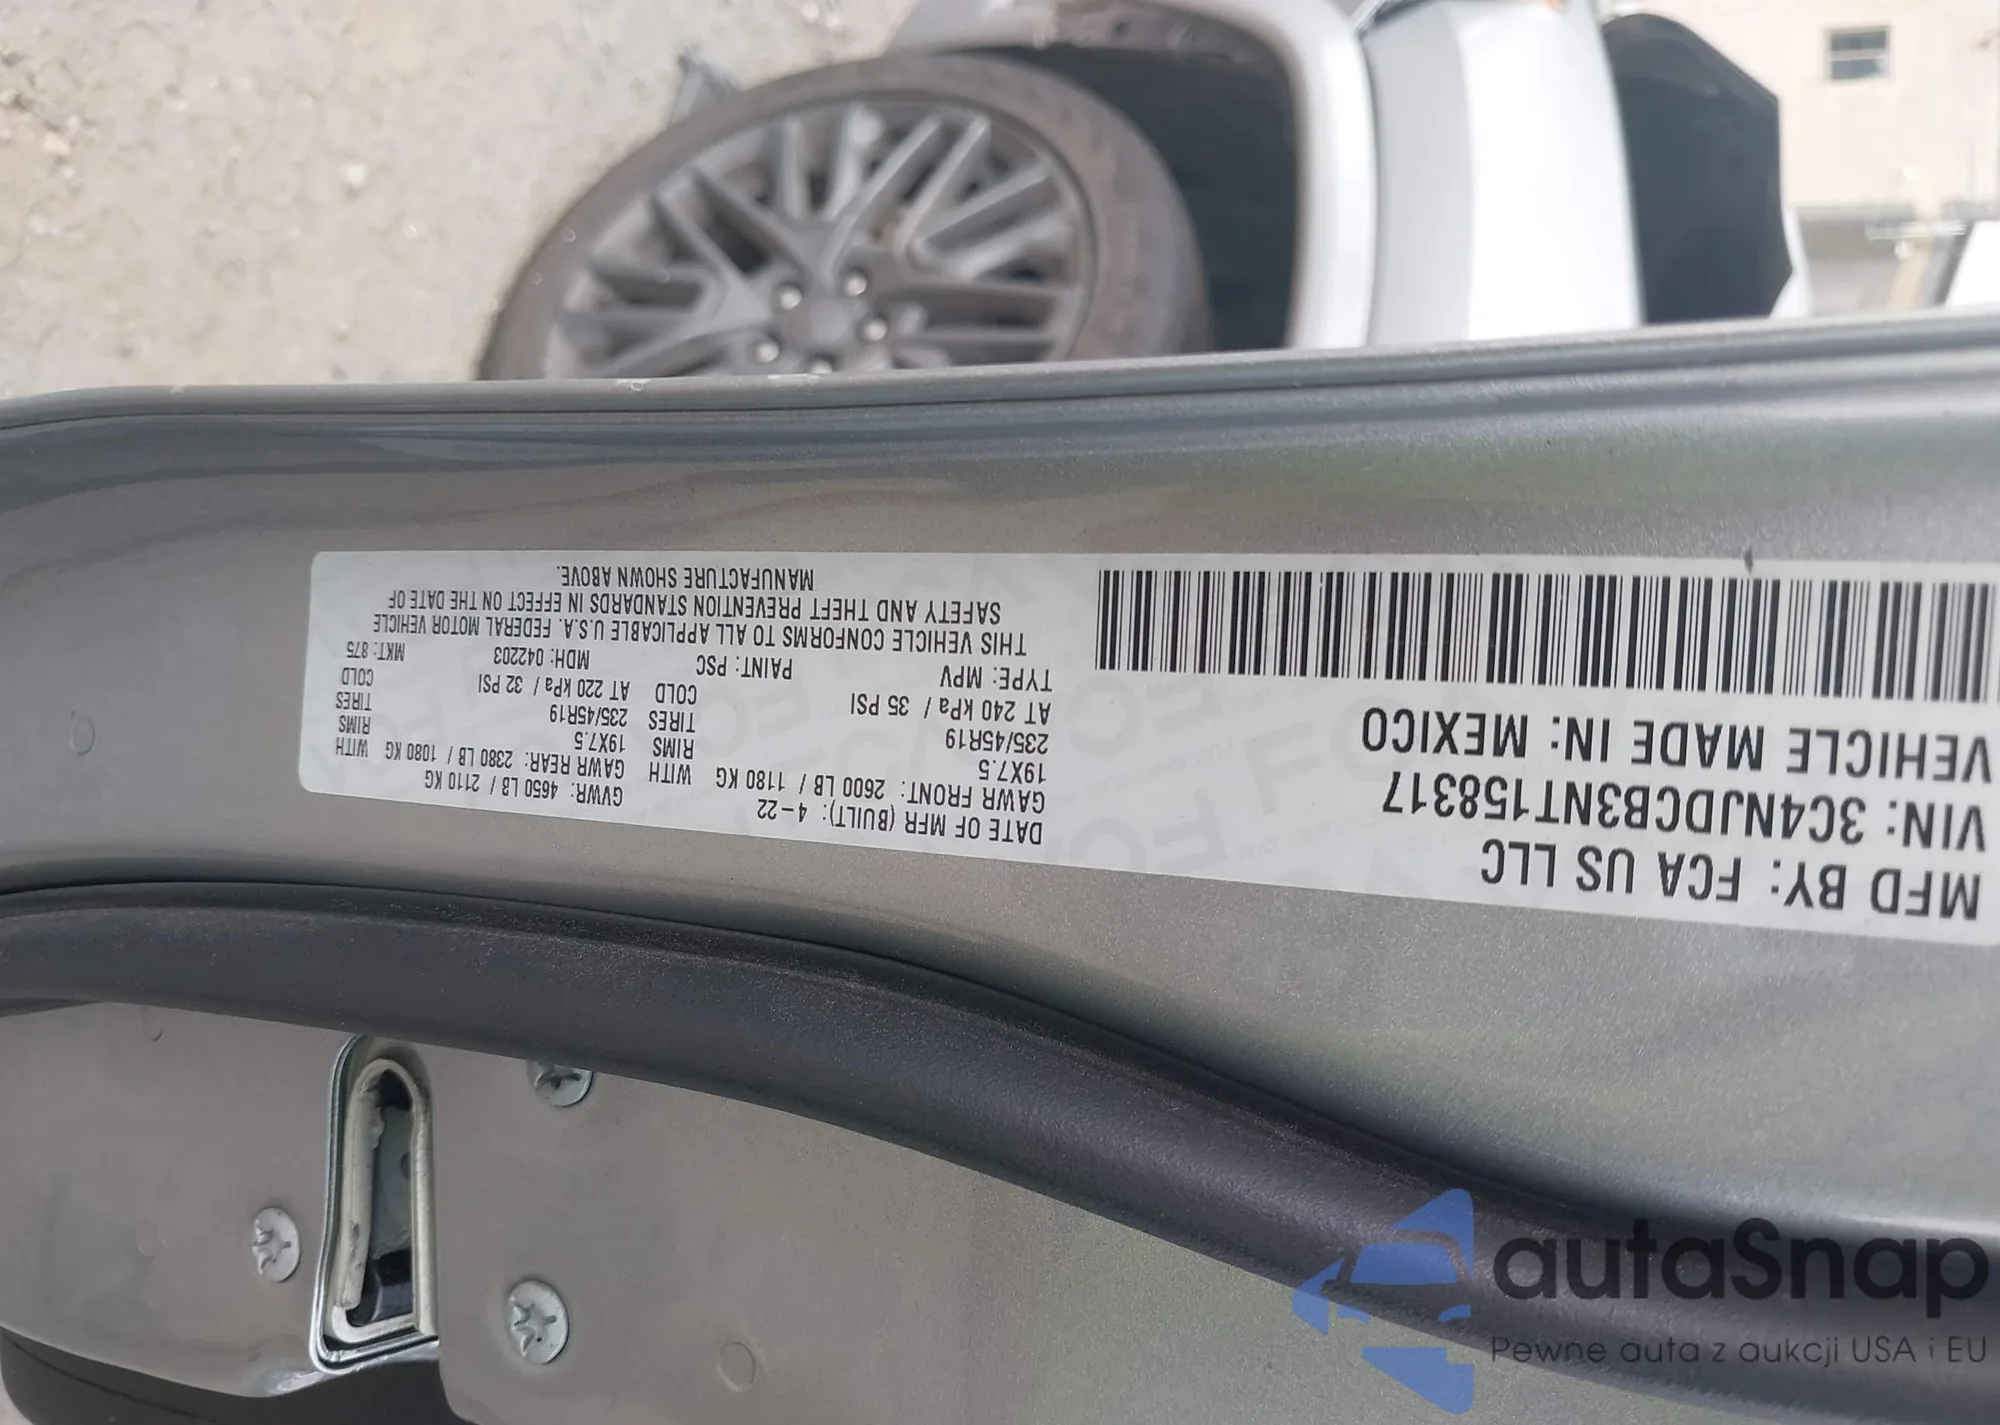 MFD BY: FCA US LLC
VIN: 3C4NJDCB3NT158317
VEHICLE MADE IN: MEXICO
DATE OF MFR (BUILT): 4-22 GVWR: 4650 LB / 2110 KG
GAWR FRONT: 2600 LB / 1180 KG WITH GAWR REAR: 2380 LB / 1080 KG WITH
19X7.5 RIMS 19X7.5 RIMS
235/45R19 TIRES 235/45R19 TIRES
AT 240 kPa / 35 PSI COLD AT 220 kPa / 32 PSI COLD
TYPE: MPV PAINT: PSC MDH: 042203 MKT: 875
THIS VEHICLE CONFORMS TO ALL APPLICABLE U.S.A. FEDERAL MOTOR VEHICLE
SAFETY AND THEFT PREVENTION STANDARDS IN EFFECT ON THE DATE OF
MANUFACTURE SHOWN ABOVE.
autaSnap
Pewne auta z aukcji USA i EU